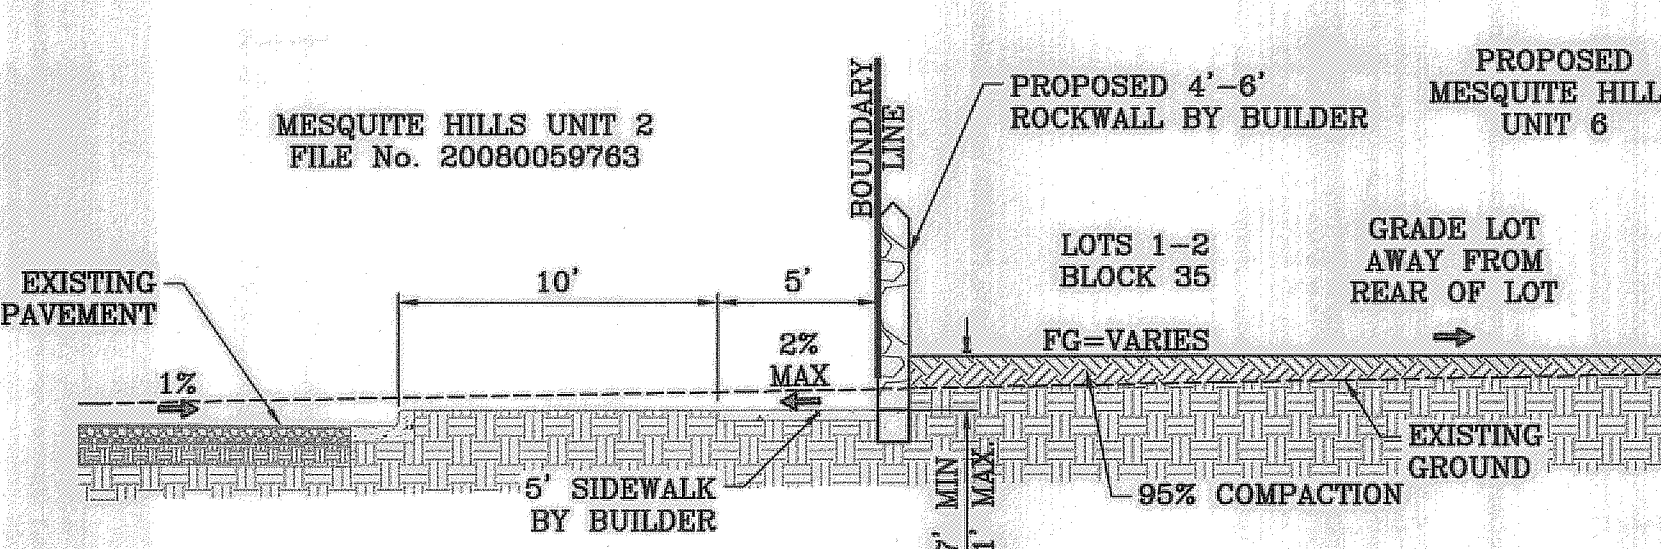 MESQUITE HILLS UNIT 2
FILE No. 20080059763
BOUNDARY
LINE
PROPOSED 4'-6'
ROCKWALL BY BUILDER
PROPOSED
MESQUITE HILL
UNIT 6
EXISTING
PAVEMENT
10'
5'
LOTS 1-2
BLOCK 35
GRADE LOT
AWAY FROM
REAR OF LOT
1%
2%
MAX
FG=VARIES
5' SIDEWALK
BY BUILDER
7' MIN
1' MAX.
95% COMPACTION
EXISTING
GROUND